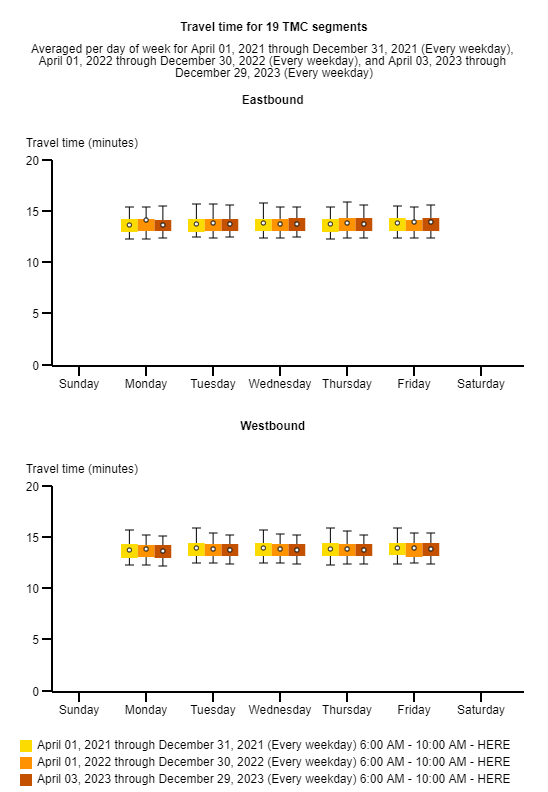 Travel time for 19 TMC segments
Averaged per day of week for April 01, 2021 through December 31, 2021 (Every weekday),
April 01, 2022 through December 30, 2022 (Every weekday), and April 03, 2023 through
December 29, 2023 (Every weekday)
Eastbound
Travel time (minutes)
20
15
10
5
0
Sunday Monday Tuesday Wednesday Thursday Friday Saturday
Westbound
Travel time (minutes)
20
15
10
5
0
Sunday Monday Tuesday Wednesday Thursday Friday Saturday
April 01, 2021 through December 31, 2021 (Every weekday) 6:00 AM - 10:00 AM - HERE
April 01, 2022 through December 30, 2022 (Every weekday) 6:00 AM - 10:00 AM - HERE
April 03, 2023 through December 29, 2023 (Every weekday) 6:00 AM - 10:00 AM - HERE